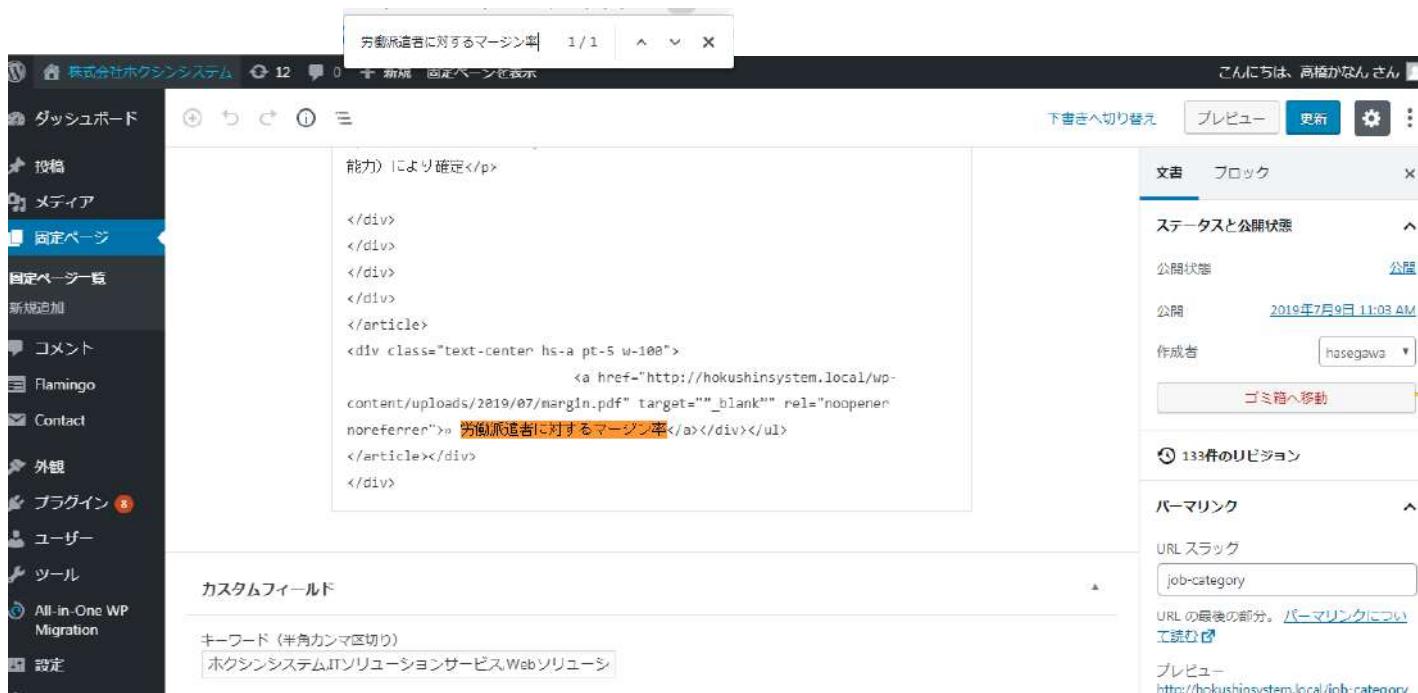 労働派遣者に対するマージン率 1/1
株式会社ホクシンシステム 12 0 新規 固定ページを表示 こんにちは、高橋かなん さん
ダッシュボード
投稿
メディア
固定ページ
固定ページ一覧
新規追加
コメント
Flamingo
Contact
外観
プラグイン 8
ユーザー
ツール
All-in-One WP
Migration
設定
下書きへ切り替え プレビュー 更新
能力）により確定</p>
</div>
</div>
</div>
</div>
</article>
<div class="text-center hs-a pt-5 w-100">
<a href="http://hokushinsystem.local/wp-
content/uploads/2019/07/margin.pdf" target=""_blank"" rel="noopener
noreferrer">» 労働派遣者に対するマージン率</a></div></ul>
</article></div>
</div>
カスタムフィールド
キーワード（半角カンマ区切り）
ホクシンシステム,ITソリューションサービス,Webソリューシ
文書 ブロック
ステータスと公開状態
公開状態 公開
公開 2019年7月9日 11:03 AM
作成者 hasegawa
ゴミ箱へ移動
133件のリビジョン
パーマリンク
URL スラッグ
job-category
URL の最後の部分。 パーマリンクについ
て読む
プレビュー
http://hokushinsystem.local/job-category